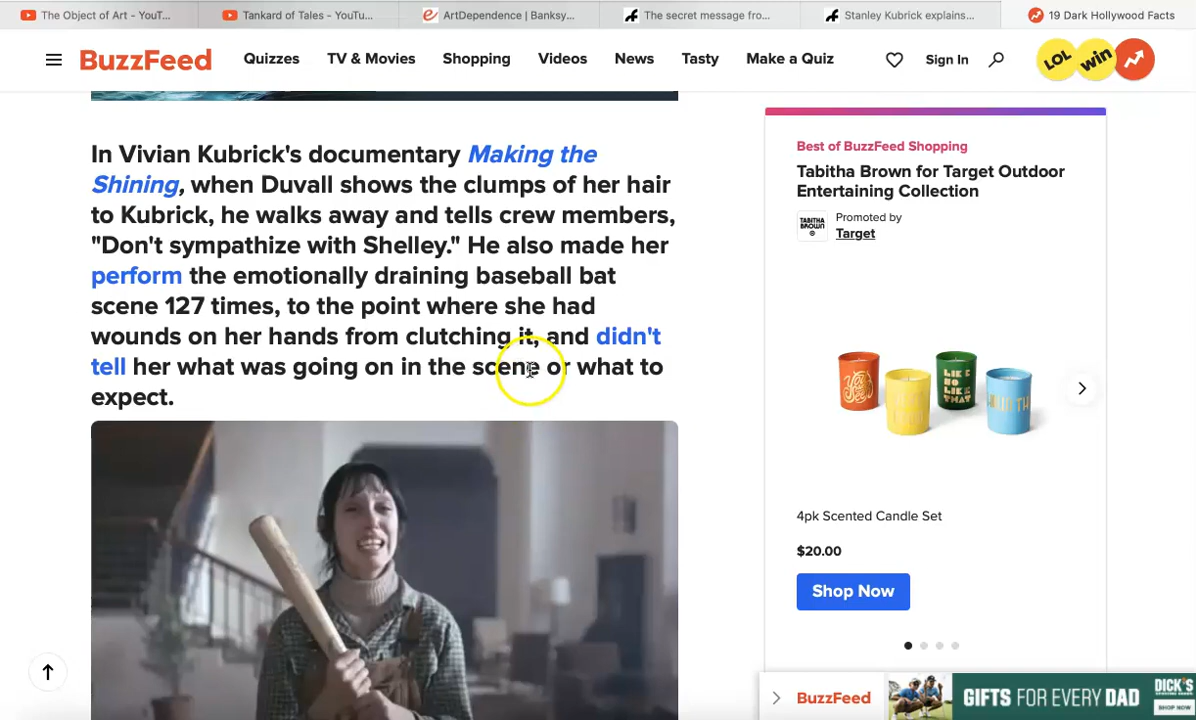 The Object of Art - YouT...
Tankard of Tales - YouTu...
ArtDependence | Banksy...
The secret message fro...
Stanley Kubrick explains...
19 Dark Hollywood Facts
BuzzFeed
Quizzes
TV & Movies
Shopping
Videos
News
Tasty
Make a Quiz
Sign In
LOL
win
In Vivian Kubrick's documentary Making the
Shining, when Duvall shows the clumps of her hair
to Kubrick, he walks away and tells crew members,
"Don't sympathize with Shelley." He also made her
perform the emotionally draining baseball bat
scene 127 times, to the point where she had
wounds on her hands from clutching it, and didn't
tell her what was going on in the scene or what to
expect.
Best of BuzzFeed Shopping
Tabitha Brown for Target Outdoor
Entertaining Collection
TABITHA
BROWN
Promoted by
Target
4pk Scented Candle Set
$20.00
Shop Now
BuzzFeed
GIFTS FOR EVERY DAD
DICK'S
SHOP NOW